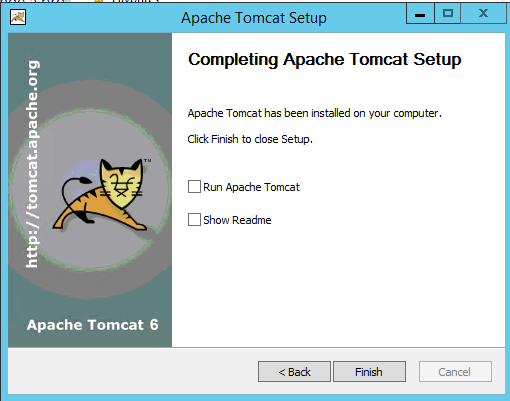 Apache Tomcat Setup
http://tomcat.apache.org
Completing Apache Tomcat Setup
Apache Tomcat has been installed on your computer.
Click Finish to close Setup.
Run Apache Tomcat
Show Readme
TM
Apache Tomcat 6
< Back
Finish
Cancel